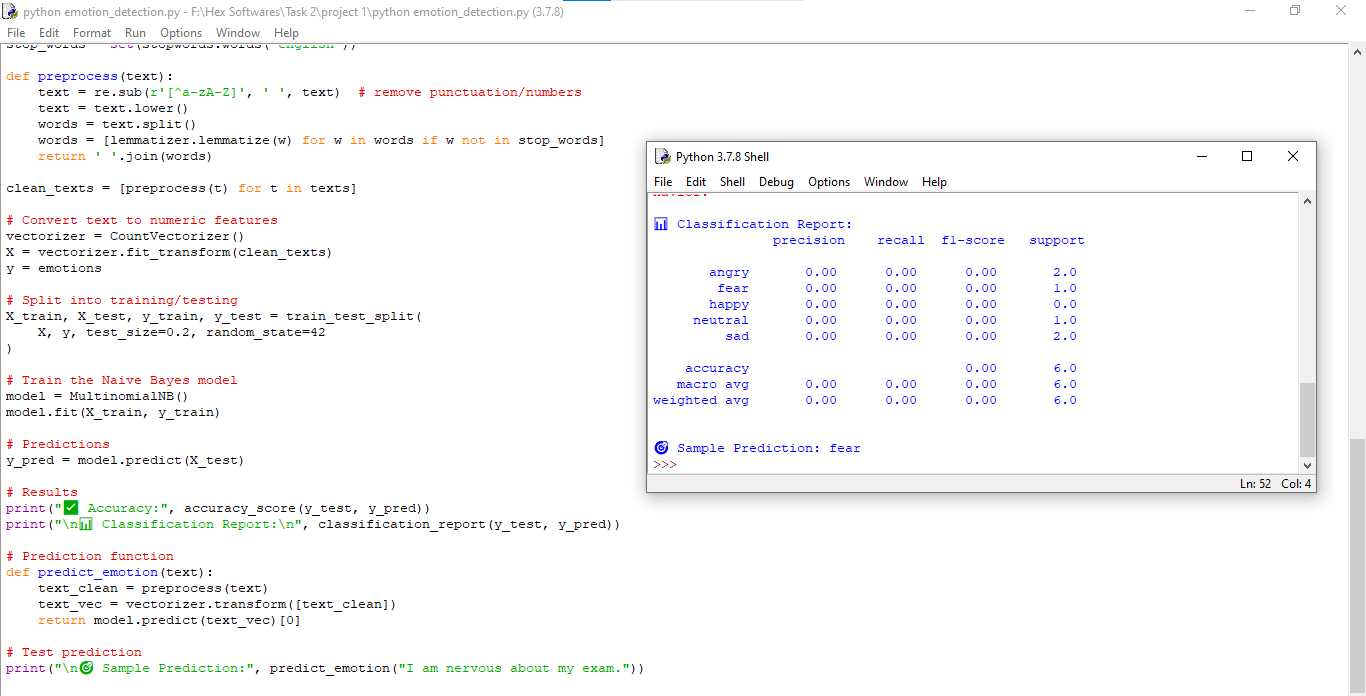 python emotion_detection.py - F:\Hex Softwares\Task 2\project 1\python emotion_detection.py (3.7.8)
File Edit Format Run Options Window Help
stop_words = set(stopwords.words('english'))
def preprocess(text):
    text = re.sub(r'[^a-zA-Z]', ' ', text)  # remove punctuation/numbers
    text = text.lower()
    words = text.split()
    words = [lemmatizer.lemmatize(w) for w in words if w not in stop_words]
    return ' '.join(words)
clean_texts = [preprocess(t) for t in texts]
# Convert text to numeric features
vectorizer = CountVectorizer()
X = vectorizer.fit_transform(clean_texts)
y = emotions
# Split into training/testing
X_train, X_test, y_train, y_test = train_test_split(
    X, y, test_size=0.2, random_state=42
)
# Train the Naive Bayes model
model = MultinomialNB()
model.fit(X_train, y_train)
# Predictions
y_pred = model.predict(X_test)
# Results
print("✅ Accuracy:", accuracy_score(y_test, y_pred))
print("\n📊 Classification Report:\n", classification_report(y_test, y_pred))
# Prediction function
def predict_emotion(text):
    text_clean = preprocess(text)
    text_vec = vectorizer.transform([text_clean])
    return model.predict(text_vec)[0]
# Test prediction
print("\n🎯 Sample Prediction:", predict_emotion("I am nervous about my exam."))
Python 3.7.8 Shell
File Edit Shell Debug Options Window Help
📊 Classification Report:
precision recall f1-score support
angry 0.00 0.00 0.00 2.0
fear 0.00 0.00 0.00 1.0
happy 0.00 0.00 0.00 0.0
neutral 0.00 0.00 0.00 1.0
sad 0.00 0.00 0.00 2.0
accuracy 0.00 6.0
macro avg 0.00 0.00 0.00 6.0
weighted avg 0.00 0.00 0.00 6.0
🎯 Sample Prediction: fear
>>>
Ln: 52 Col: 4